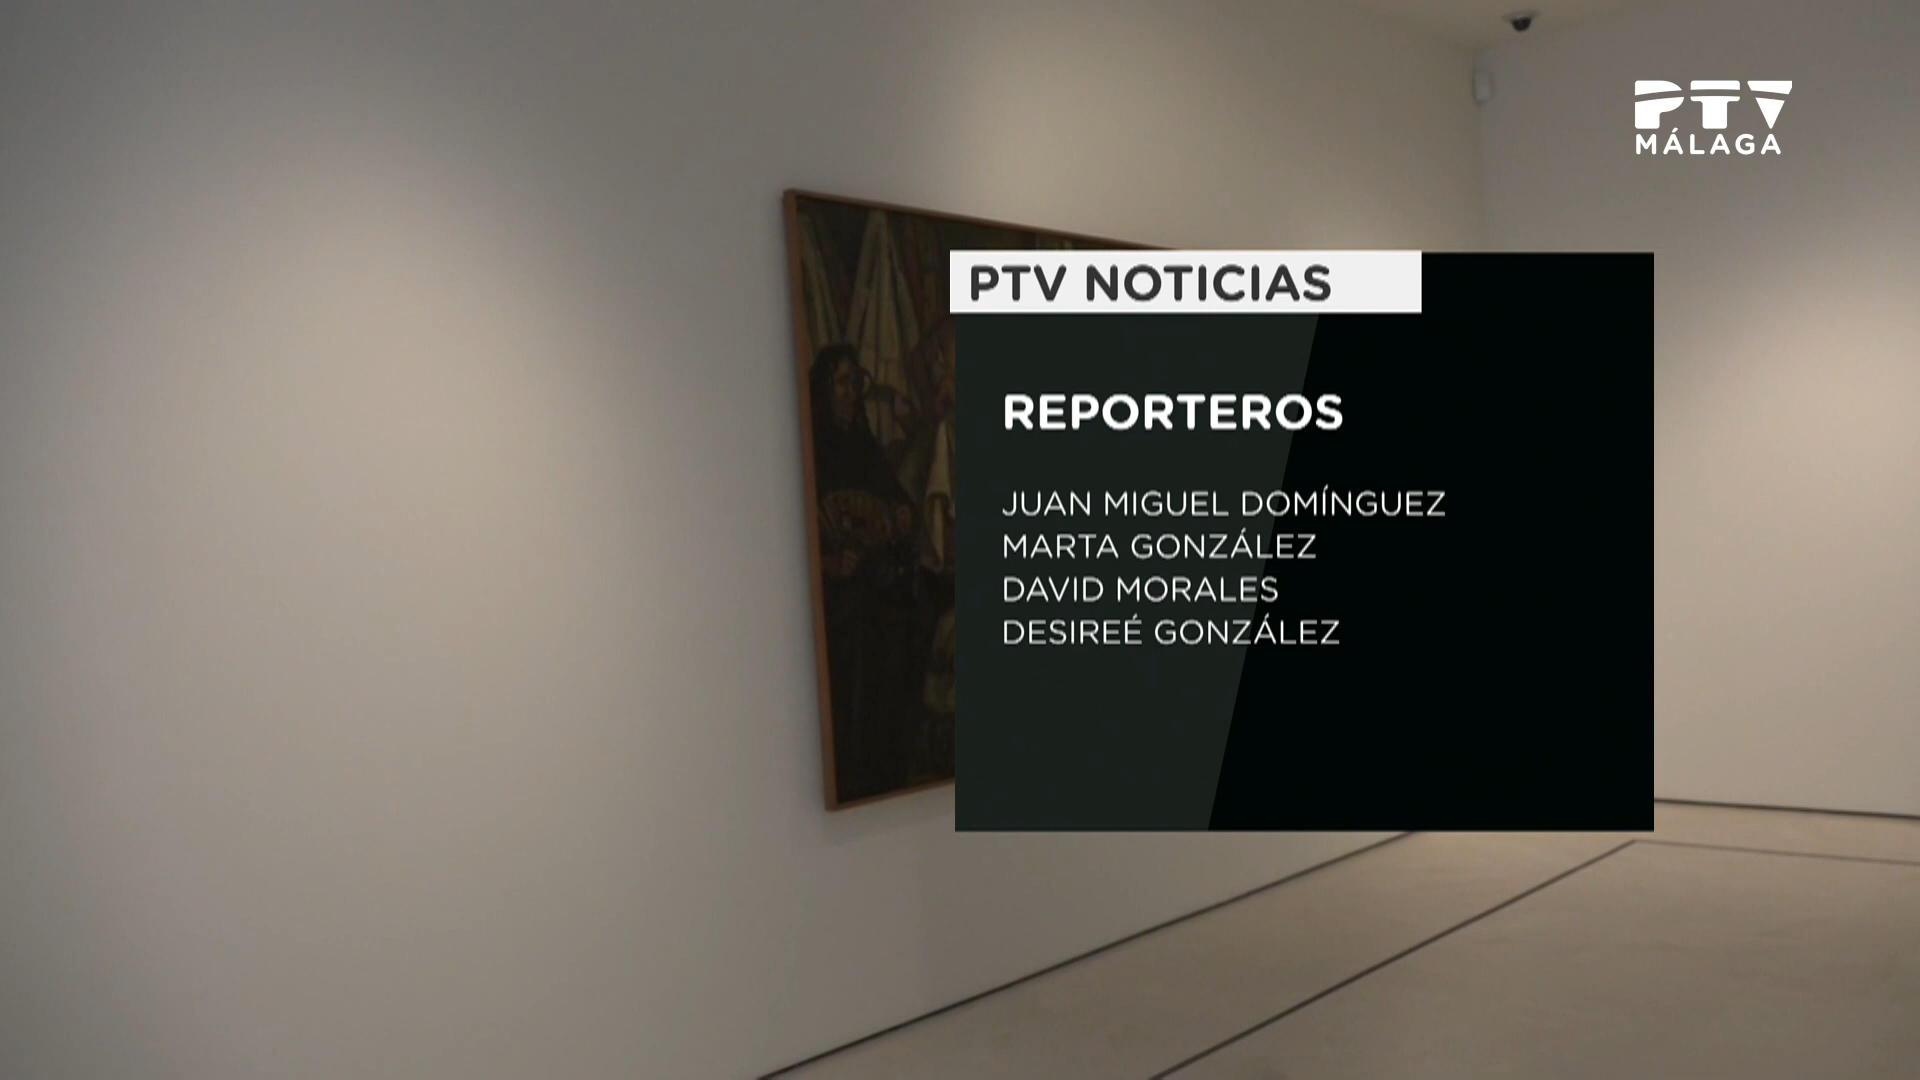 PTV
MÁLAGA
PTV NOTICIAS
REPORTEROS
JUAN MIGUEL DOMÍNGUEZ
MARTA GONZÁLEZ
DAVID MORALES
DESIREÉ GONZÁLEZ